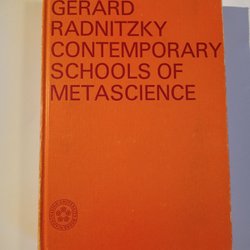 GERARD
RADNITZKY
CONTEMPORARY
SCHOOLS OF
METASCIENCE